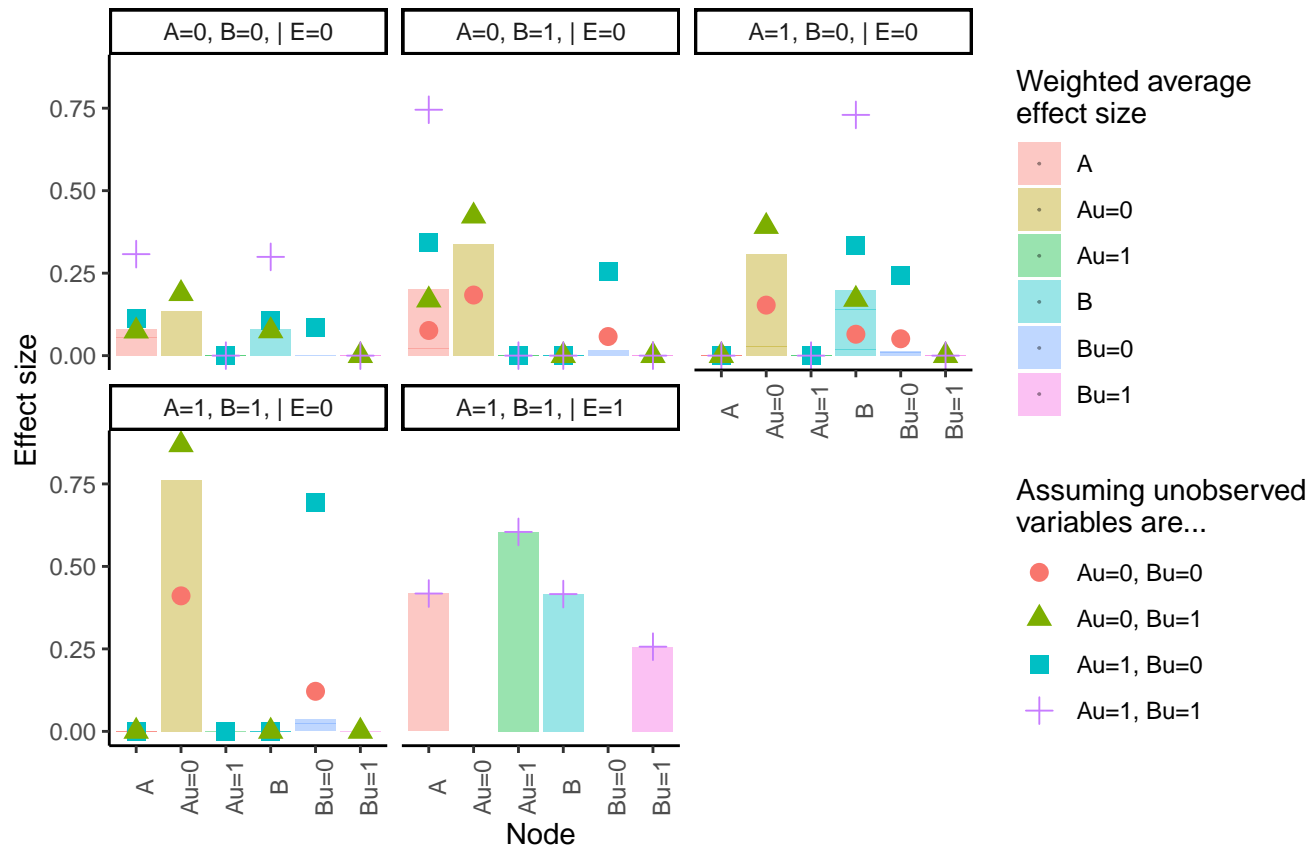 A=0, B=0, | E=0
A=0, B=1, | E=0
A=1, B=0, | E=0
0.75
0.50
0.25
0.00
A
Au=0
Au=1
B
Bu=0
Bu=1
A=1, B=1, | E=0
A=1, B=1, | E=1
0.75
0.50
0.25
0.00
A
Au=0
Au=1
B
Bu=0
Bu=1
A
Au=0
Au=1
B
Bu=0
Bu=1
Effect size
Node
Weighted average
effect size
A
Au=0
Au=1
B
Bu=0
Bu=1
Assuming unobserved
variables are...
Au=0, Bu=0
Au=0, Bu=1
Au=1, Bu=0
Au=1, Bu=1